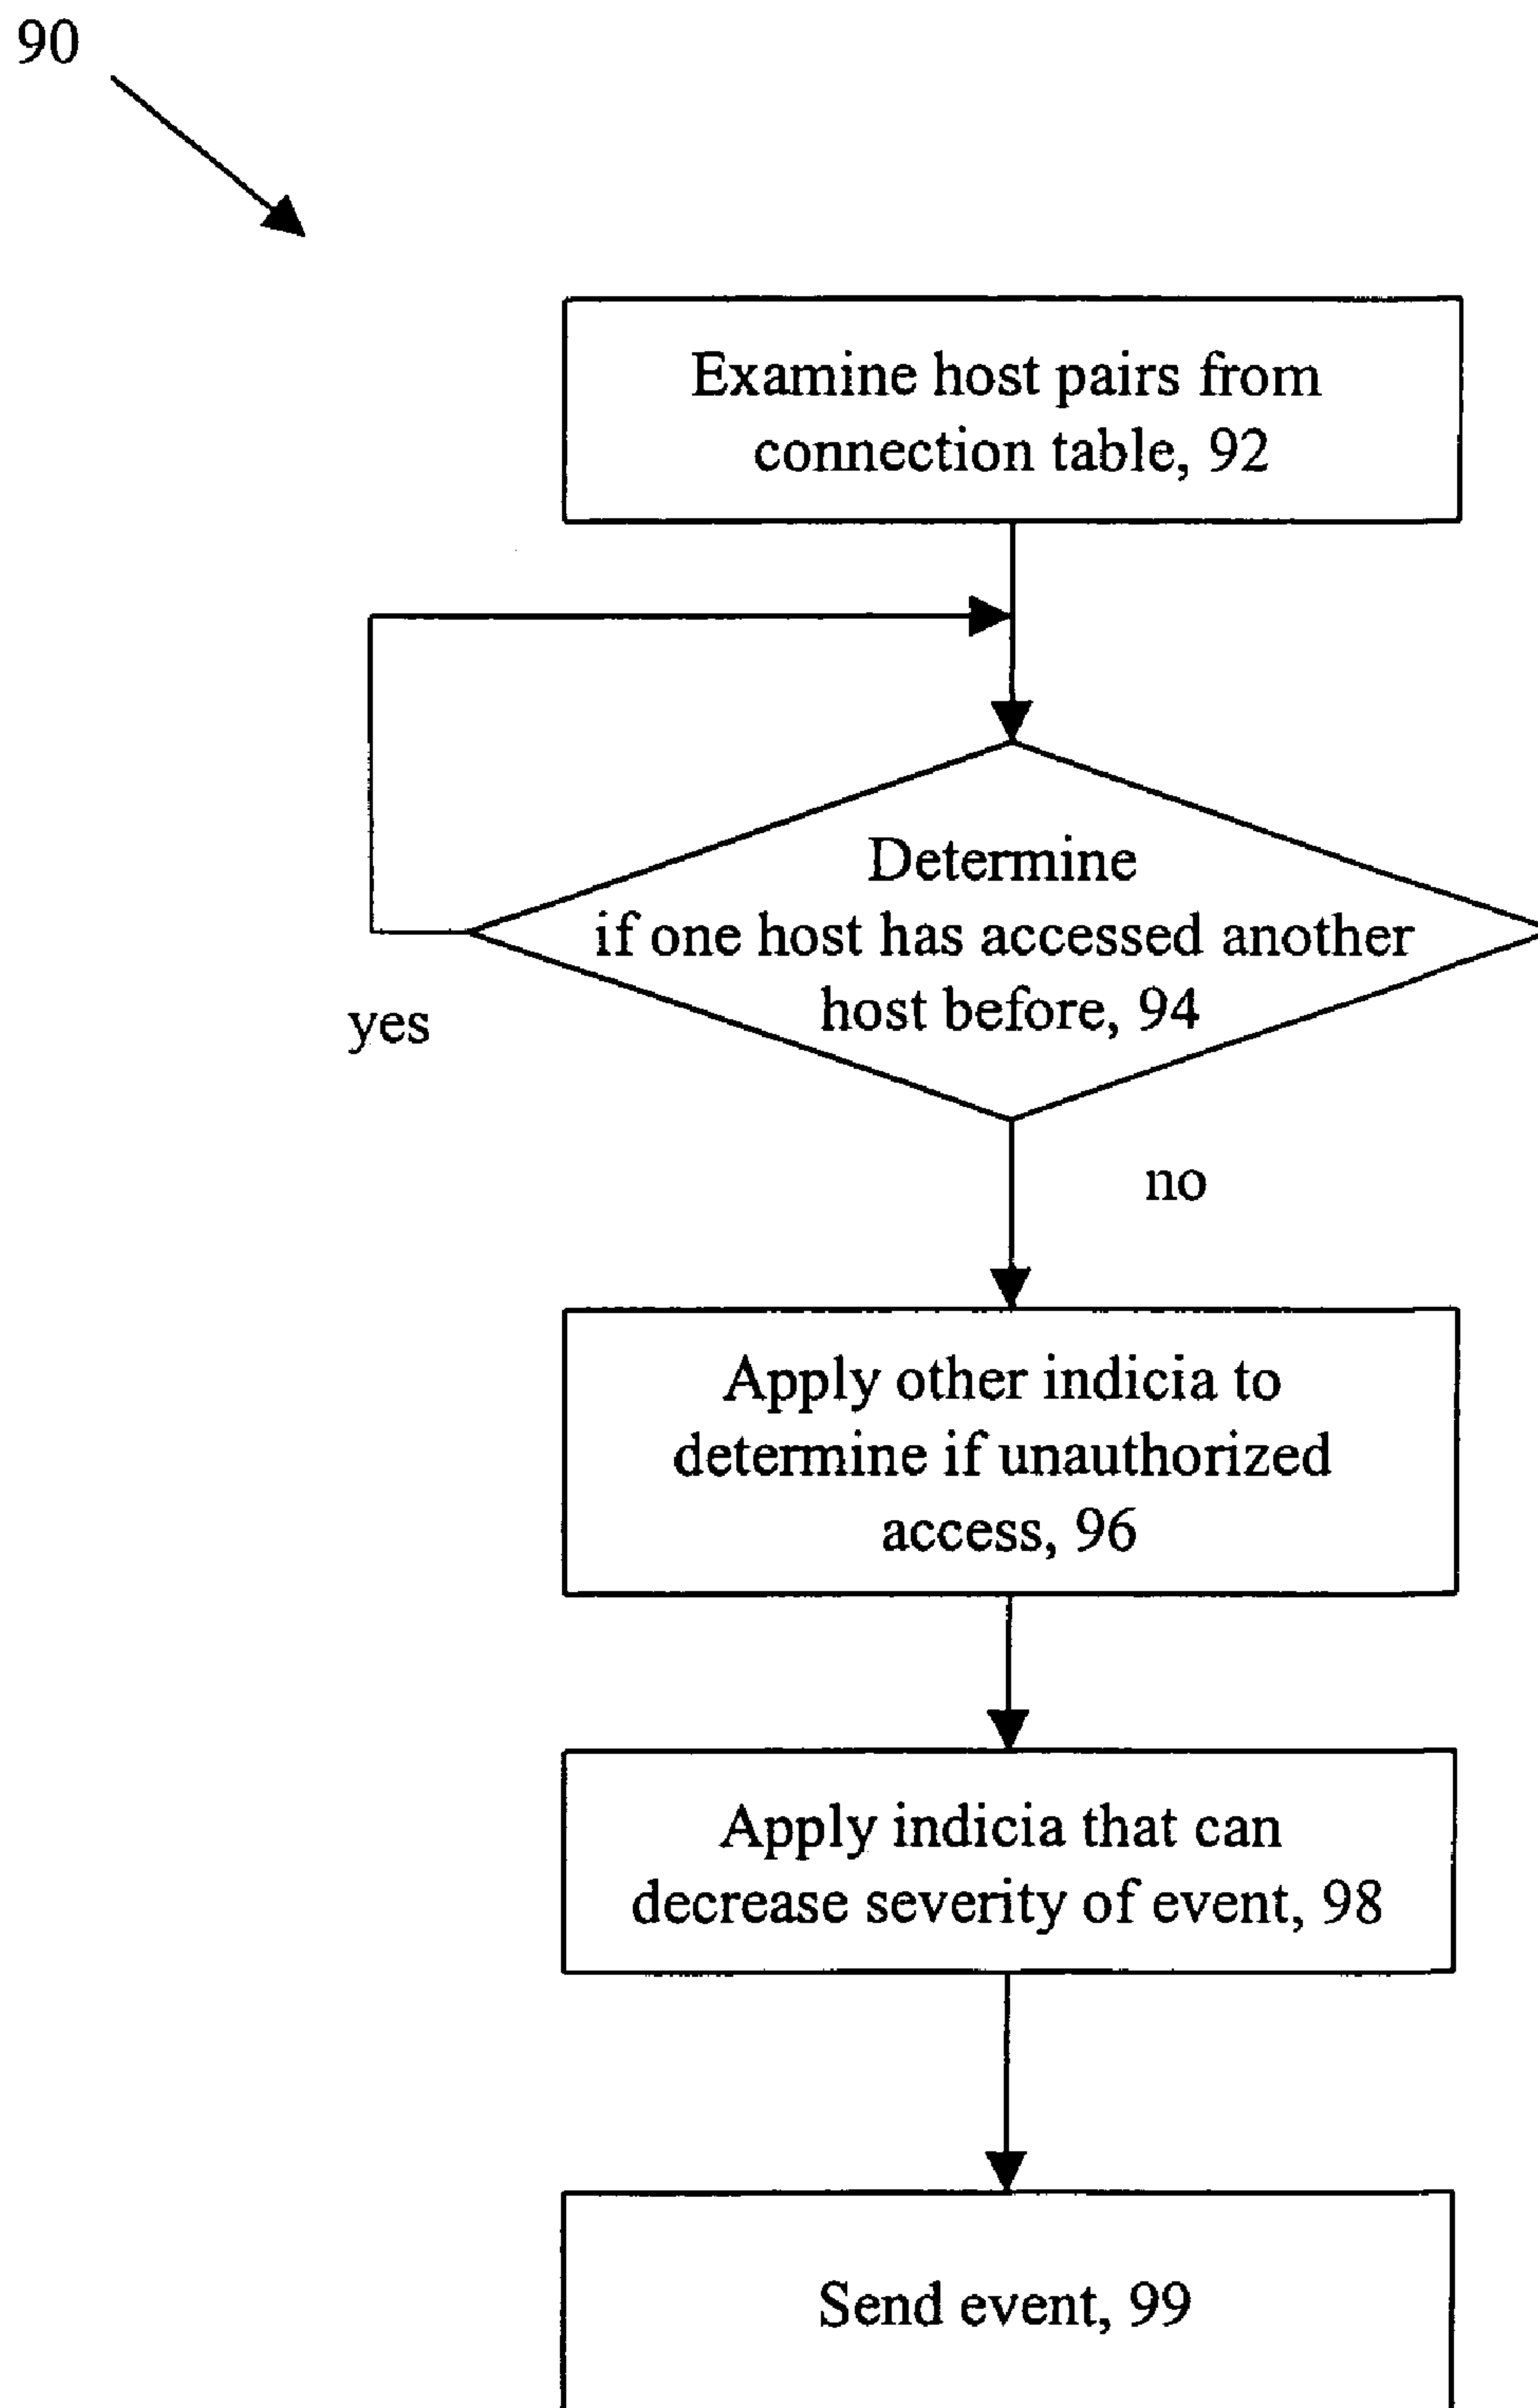 90
Examine host pairs from
connection table, 92
Determine
if one host has accessed another
host before, 94
yes
no
Apply other indicia to
determine if unauthorized
access, 96
Apply indicia that can
decrease severity of event, 98
Send event, 99